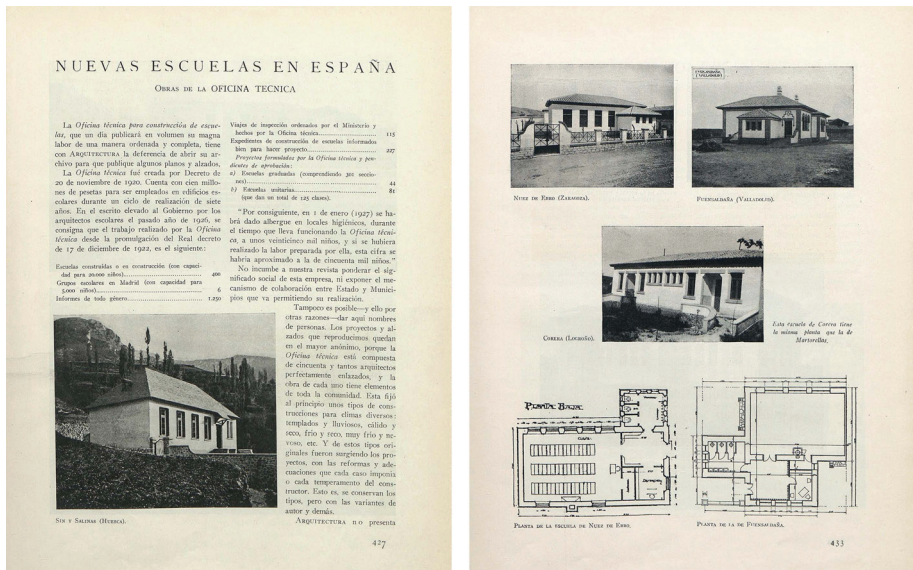 NUEVAS ESCUELAS EN ESPAÑA
OBRAS DE LA OFICINA TECNICA
La Oficina técnica para construcción de escue-
las, que un día publicará en volumen su magna
labor de una manera ordenada y completa, tiene
con ARQUITECTURA la deferencia de abrir su ar-
chivo para que publique algunos planos y alzados.
La Oficina técnica fué creada por Decreto de
20 de noviembre de 1920. Cuenta con cien millo-
nes de pesetas para ser empleados en edificios es-
colares durante un ciclo de realización de siete
años. En el escrito elevado al Gobierno por los
arquitectos escolares el pasado año de 1926, se
consigna que el trabajo realizado por la Oficina
técnica desde la promulgación del Real decreto
de 17 de diciembre de 1922, es el siguiente:
Escuelas construídas o en construcción (con capaci-
dad para 20.000 niños) 400
Grupos escolares en Madrid (con capacidad para
5.000 niños) 6
Informes de todo género 1.250
SIN Y SALINAS (HUESCA).
Viajes de inspección ordenados por el Ministerio y
hechos por la Oficina técnica 115
Expedientes de construcción de escuelas informados
bien para hacer proyecto 227
Proyectos formulados por la Oficina técnica y pen-
dientes de aprobación:
a) Escuelas graduadas (comprendiendo 301 seccio-
nes) 44
b) Escuelas unitarias 81
(que dan un total de 125 clases).
"Por consiguiente, en 1 de enero (1927) se ha-
brá dado albergue en locales higiénicos, durante
el tiempo que lleva funcionando la Oficina técni-
ca, a unos veinticinco mil niños, y si se hubiera
realizado la labor preparada por ella, esta cifra se
habría aproximado a la de cincuenta mil niños."
No incumbe a nuestra revista ponderar el sig-
nificado social de esta empresa, ni exponer el me-
canismo de colaboración entre Estado y Munici-
pios que va permitiendo su realización.
Tampoco es posible—y ello por
otras razones—dar aquí nombres
de personas. Los proyectos y al-
zados que reproducimos quedan
en el mayor anónimo, porque la
Oficina técnica está compuesta
de cincuenta y tantos arquitectos
perfectamente enlazados, y la
obra de cada uno tiene elementos
de toda la comunidad. Esta fijó
al principio unos tipos de cons-
trucciones para climas diversos:
templados y lluviosos, cálido y
seco, frío y seco, muy frío y ne-
voso, etc. Y de estos tipos ori-
ginales fueron surgiendo los pro-
yectos, con las reformas y ade-
cuaciones que cada caso imponía
o cada temperamento del cons-
tructor. Esto es, se conservan los
tipos, pero con las variantes de
autor y demás.
ARQUITECTURA no presenta
427
NUEZ DE EBRO (ZARAGOZA).
FUENSALDAÑA (VALLADOLID).
CORERA (LOGROÑO).
Esta escuela de Corera tiene
la misma planta que la de
Martorellas.
PLANTA BAJA
CLASE
PLANTA DE LA ESCUELA DE NUEZ DE EBRO.
PLANTA DE LA DE FUENSALDAÑA.
433